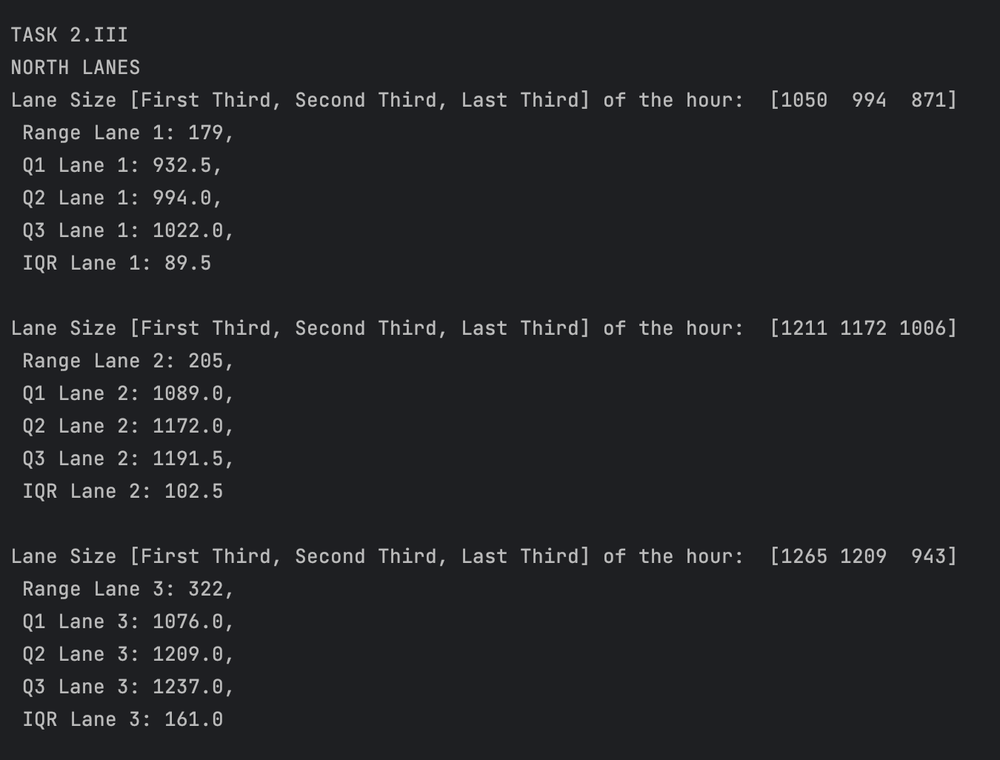 TASK 2.III
NORTH LANES
Lane Size [First Third, Second Third, Last Third] of the hour:  [1050  994  871]
 Range Lane 1: 179,
 Q1 Lane 1: 932.5,
 Q2 Lane 1: 994.0,
 Q3 Lane 1: 1022.0,
 IQR Lane 1: 89.5

Lane Size [First Third, Second Third, Last Third] of the hour:  [1211 1172 1006]
 Range Lane 2: 205,
 Q1 Lane 2: 1089.0,
 Q2 Lane 2: 1172.0,
 Q3 Lane 2: 1191.5,
 IQR Lane 2: 102.5

Lane Size [First Third, Second Third, Last Third] of the hour:  [1265 1209  943]
 Range Lane 3: 322,
 Q1 Lane 3: 1076.0,
 Q2 Lane 3: 1209.0,
 Q3 Lane 3: 1237.0,
 IQR Lane 3: 161.0